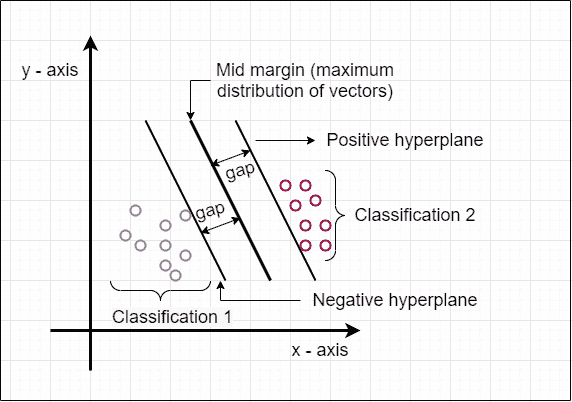 y - axis
Mid margin (maximum
distribution of vectors)
Positive hyperplane
gap
gap
Classification 2
Negative hyperplane
Classification 1
x - axis